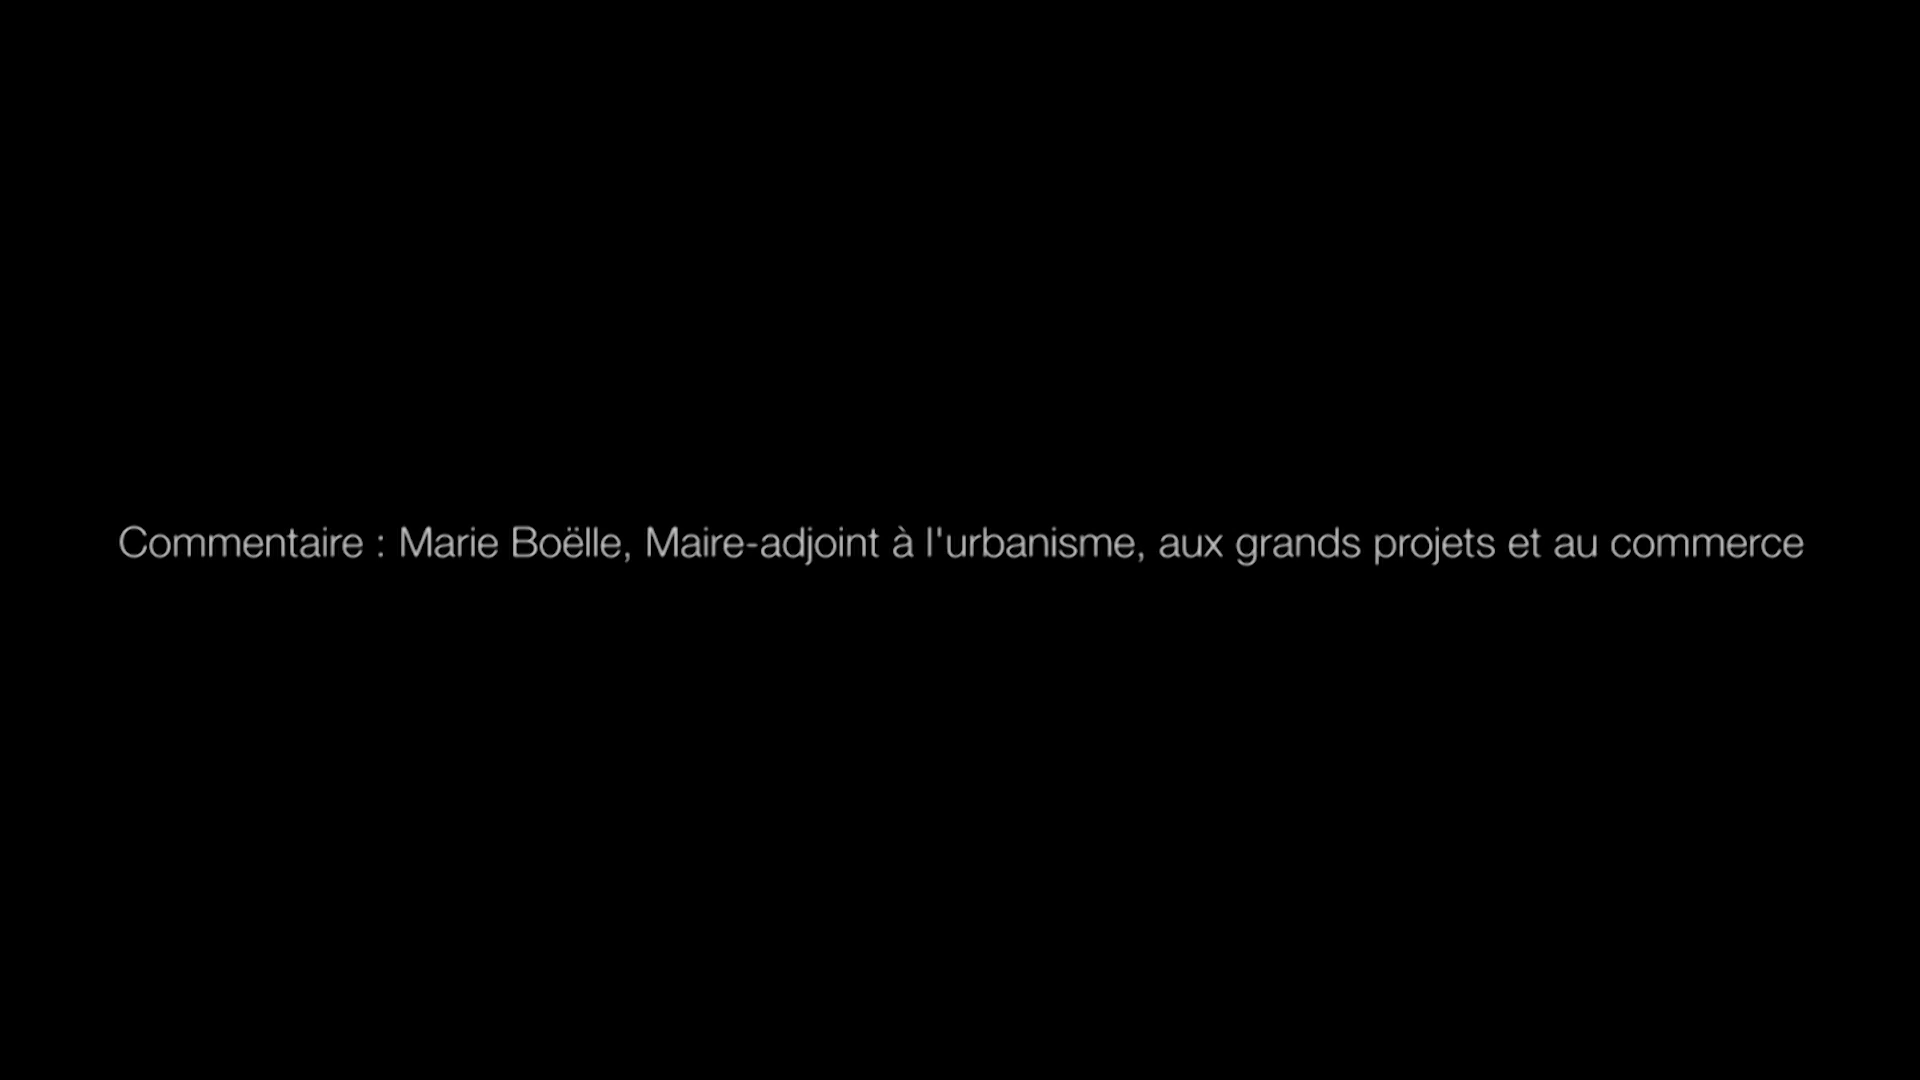 Commentaire : Marie Boëlle, Maire-adjoint à l'urbanisme, aux grands projets et au commerce